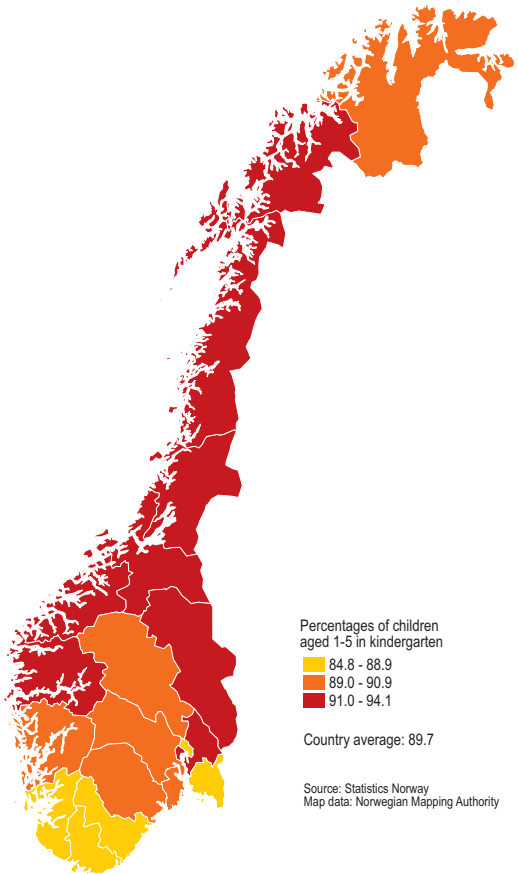 Percentages of children
aged 1-5 in kindergarten
84.8 - 88.9
89.0 - 90.9
91.0 - 94.1
Country average: 89.7
Source: Statistics Norway
Map data: Norwegian Mapping Authority